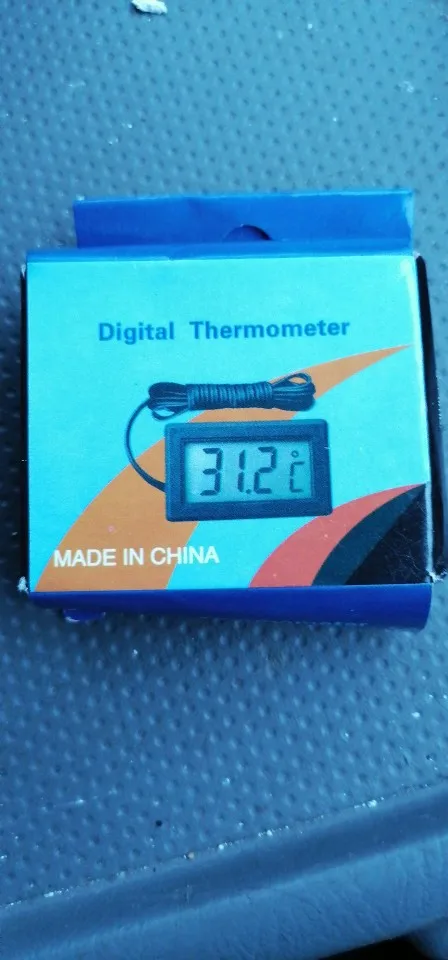 Digital Thermometer
31.2°C
MADE IN CHINA